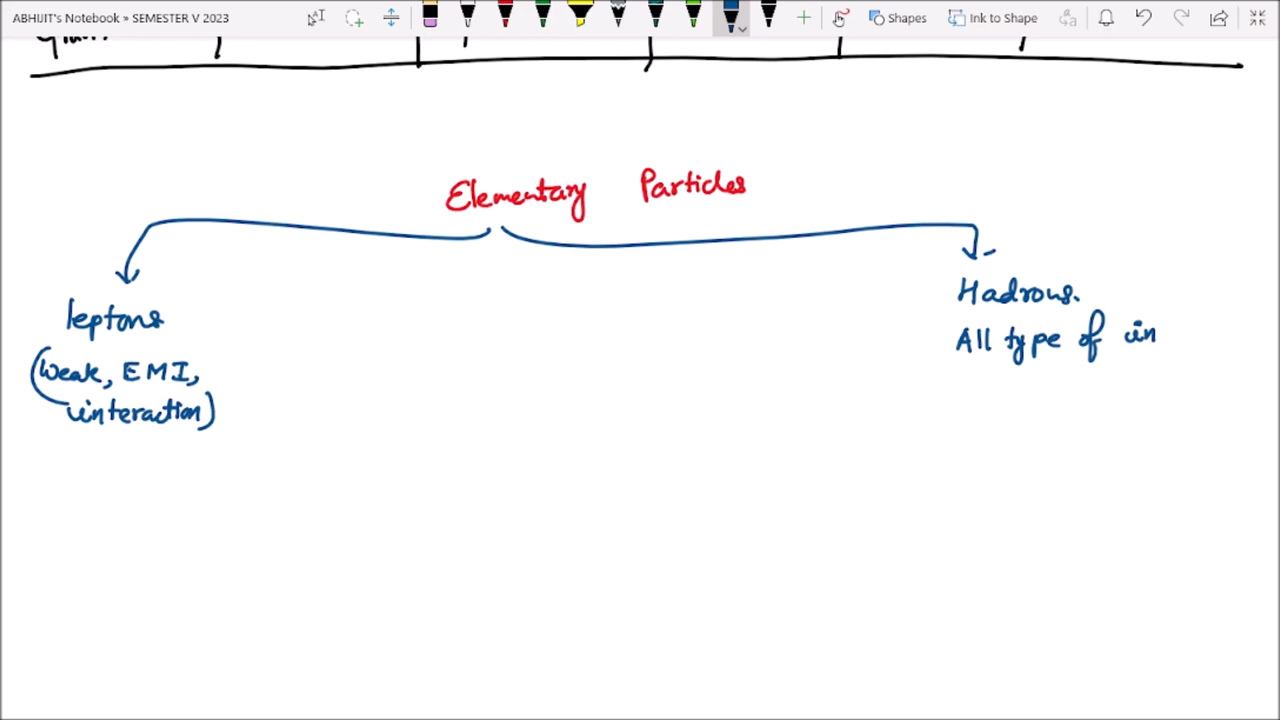 ABHIJIT's Notebook » SEMESTER V 2023
Shapes
Ink to Shape
Elementary Particles
leptons
(Weak, EMI,
interaction)
Hadrons.
All type of in